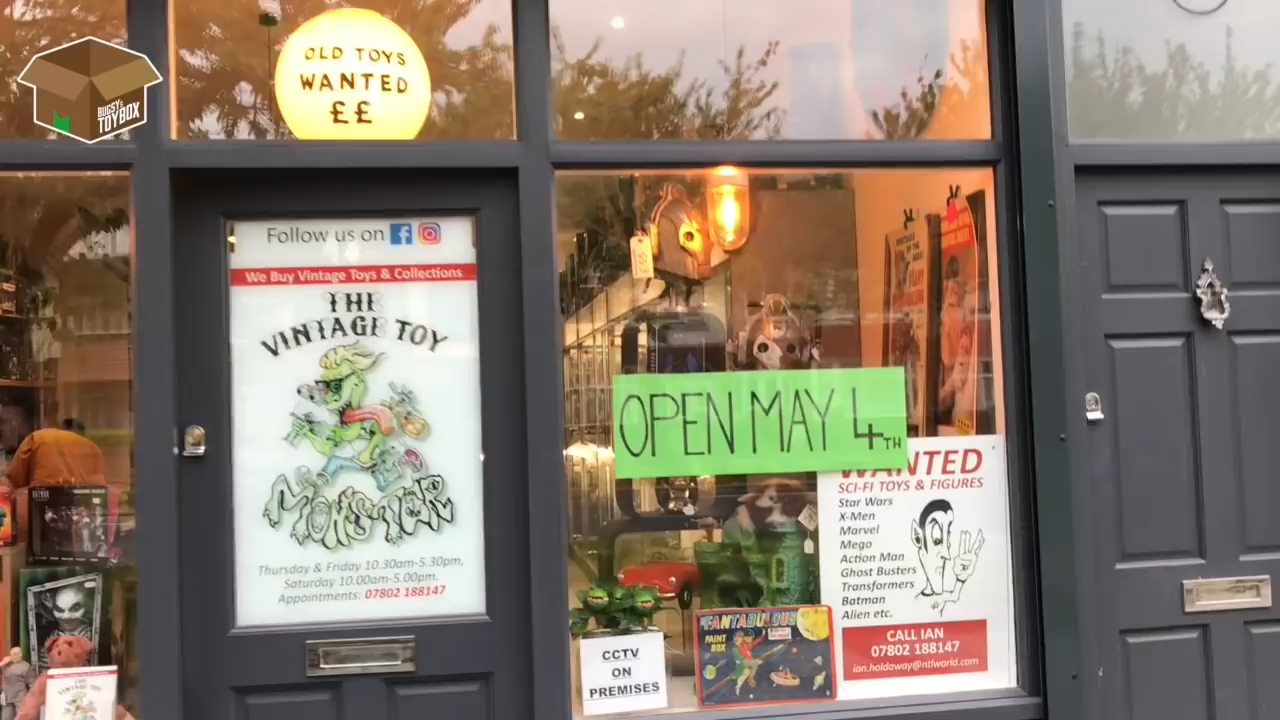 BUGSY'S
TOYBOX
OLD TOYS
WANTED
££
Follow us on
We Buy Vintage Toys & Collections
THE
VINTAGE TOY
MONSTER
Thursday & Friday 10.30am-5.30pm,
Saturday 10.00am-5.00pm.
Appointments: 07802 188147
OPEN MAY 4TH
WANTED
SCI-FI TOYS & FIGURES
Star Wars
X-Men
Marvel
Mego
Action Man
Ghost Busters
Transformers
Batman
Alien etc.
CALL IAN
07802 188147
ian.holdaway@ntlworld.com
CCTV
ON
PREMISES
FANTABULOUS
PAINT
BOX
THE
VINTAGE TOY